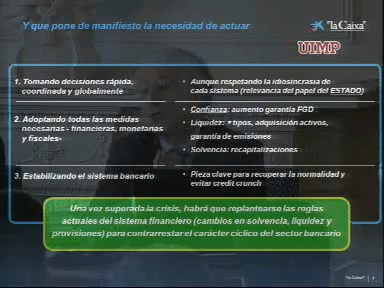 Y que pone de manifiesto la necesidad de actuar
"la Caixa"
UIMP
1. Tomando decisiones rápida,
coordinada y globalmente
• Aunque respetando la idiosincrasia de
cada sistema (relevancia del papel del ESTADO)
2. Adoptando todas las medidas
necesarias - financieras, monetarias
y fiscales-
• Confianza: aumento garantía FGD
• Liquidez: ▼tipos, adquisición activos,
garantía de emisiones
• Solvencia: recapitalizaciones
3. Estabilizando el sistema bancario
• Pieza clave para recuperar la normalidad y
evitar credit crunch
Una vez superada la crisis, habrá que replantearse las reglas
actuales del sistema financiero (cambios en solvencia, liquidez y
provisiones) para contrarrestar el carácter cíclico del sector bancario
"la Caixa" | 7